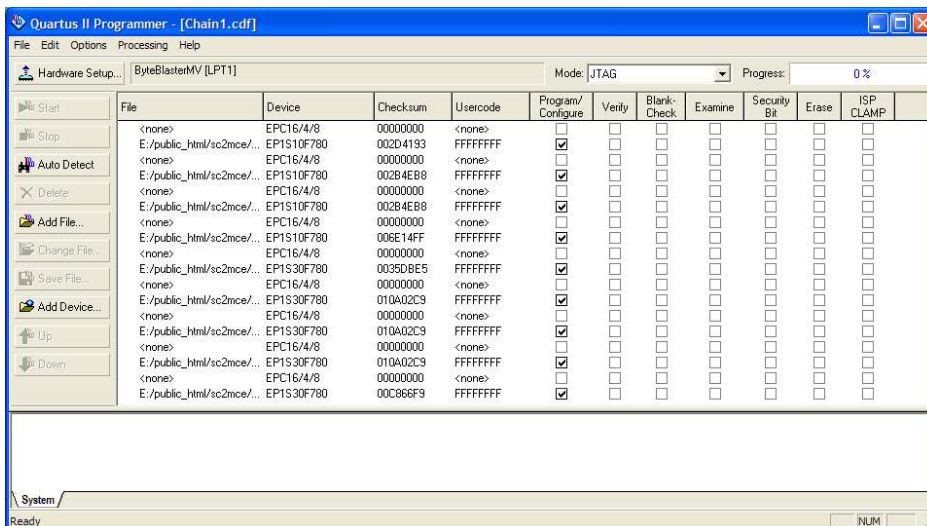 Quartus II Programmer - [Chain1.cdf]
File Edit Options Processing Help
Hardware Setup... ByteBlasterMV [LPT1] Mode: JTAG Progress: 0 %
Start
Stop
Auto Detect
Delete
Add File...
Change File...
Save File...
Add Device...
Up
Down
File Device Checksum Usercode Program/ Configure Verify Blank- Check Examine Security Bit Erase ISP CLAMP
<none> EPC16/4/8 00000000 <none>
E:/public_html/sc2mce/... EP1S10F780 002D4193 FFFFFFFF
<none> EPC16/4/8 00000000 <none>
E:/public_html/sc2mce/... EP1S10F780 002B4EB8 FFFFFFFF
<none> EPC16/4/8 00000000 <none>
E:/public_html/sc2mce/... EP1S10F780 002B4EB8 FFFFFFFF
<none> EPC16/4/8 00000000 <none>
E:/public_html/sc2mce/... EP1S10F780 006E14FF FFFFFFFF
<none> EPC16/4/8 00000000 <none>
E:/public_html/sc2mce/... EP1S30F780 0035DBE5 FFFFFFFF
<none> EPC16/4/8 00000000 <none>
E:/public_html/sc2mce/... EP1S30F780 010A02C9 FFFFFFFF
<none> EPC16/4/8 00000000 <none>
E:/public_html/sc2mce/... EP1S30F780 010A02C9 FFFFFFFF
<none> EPC16/4/8 00000000 <none>
E:/public_html/sc2mce/... EP1S30F780 010A02C9 FFFFFFFF
<none> EPC16/4/8 00000000 <none>
E:/public_html/sc2mce/... EP1S30F780 00C866F9 FFFFFFFF
System
Ready NUM